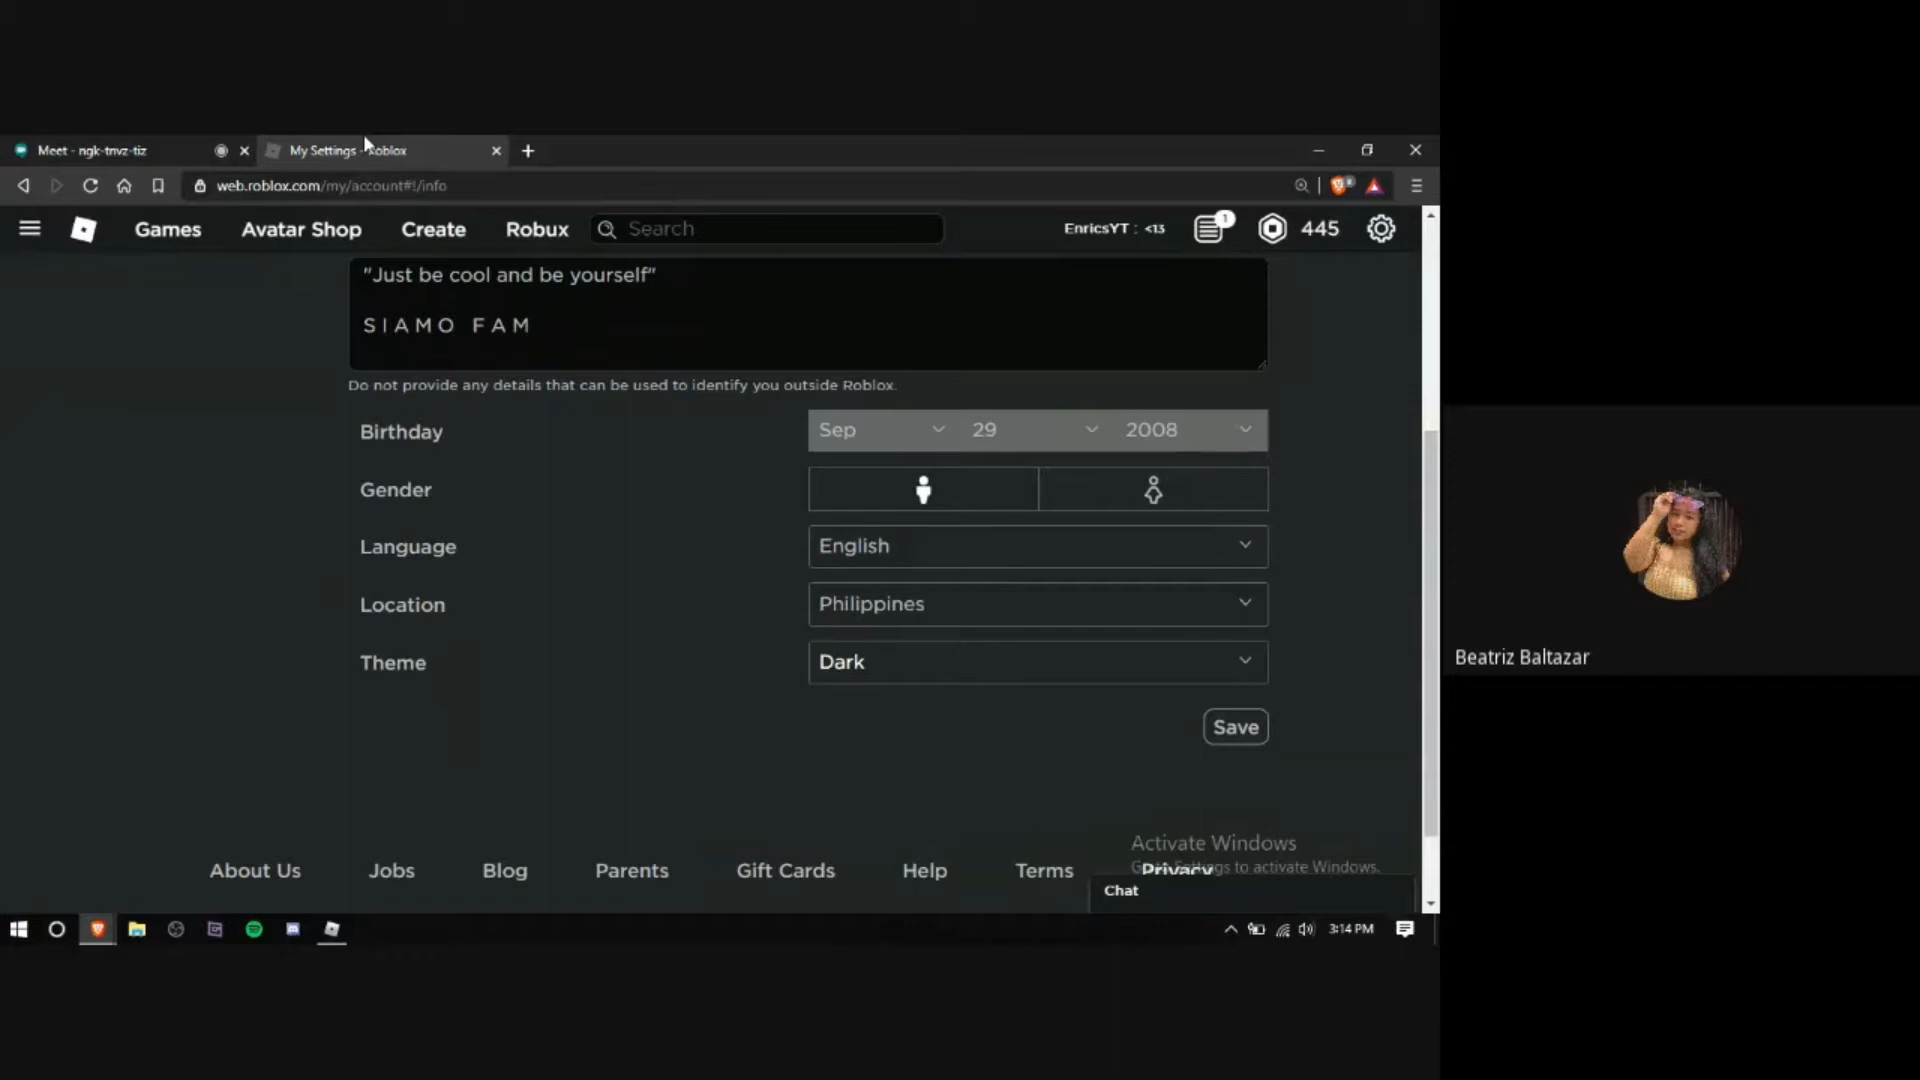 Meet - ngk-tnvz-tiz
My Settings - Roblox
web.roblox.com/my/account#!/info
Games Avatar Shop Create Robux Search EnricsYT : <13 1 445
"Just be cool and be yourself"
S I A M O F A M
Do not provide any details that can be used to identify you outside Roblox.
Birthday Sep 29 2008
Gender
Language English
Location Philippines
Theme Dark
Save
Activate Windows
Go to Settings to activate Windows.
About Us Jobs Blog Parents Gift Cards Help Terms Privacy
Chat
3:14 PM
Beatriz Baltazar